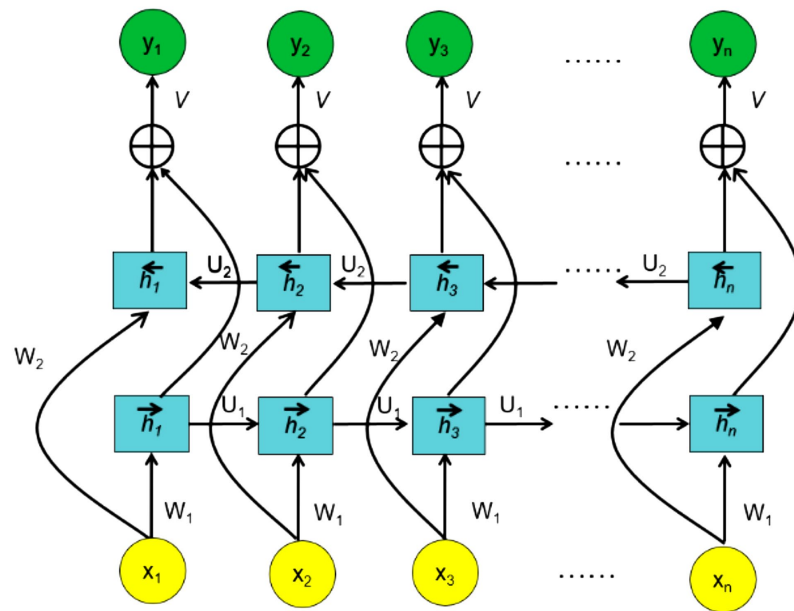 y₁ y₂ y₃ ...... yₙ
V V V V
......
U₂ U₂ ...... U₂
h₁ h₂ h₃ hₙ
W₂ W₂ W₂ W₂
U₁ U₁ U₁ ......
h₁ h₂ h₃ hₙ
W₁ W₁ W₁ W₁
x₁ x₂ x₃ ...... xₙ